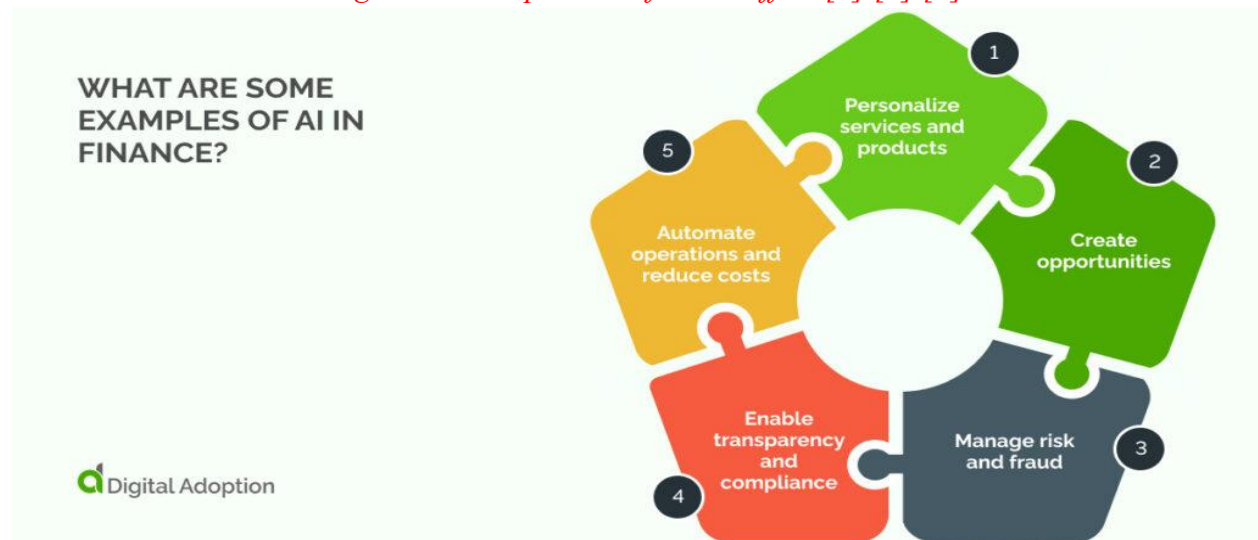 WHAT ARE SOME
EXAMPLES OF AI IN
FINANCE?
1
Personalize
services and
products
2
Create
opportunities
3
Manage risk
and fraud
4
Enable
transparency
and
compliance
5
Automate
operations and
reduce costs
Digital Adoption